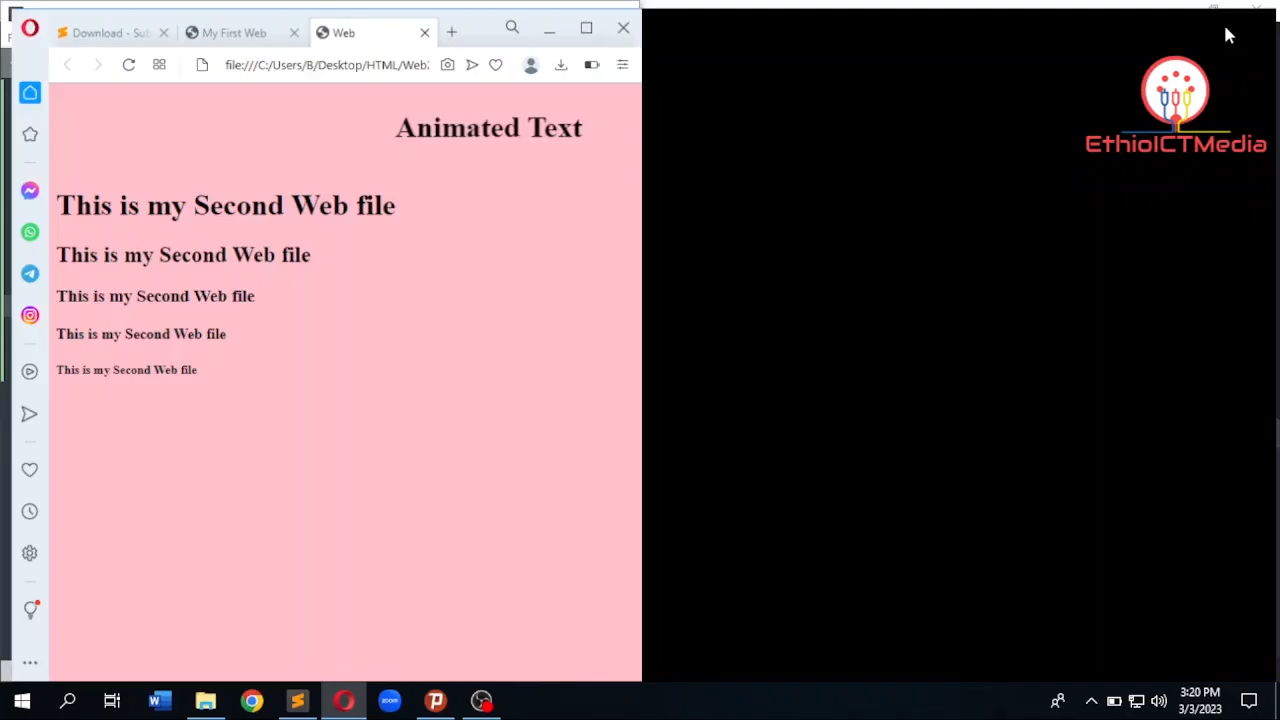 Download - Sub
My First Web
Web
file:///C:/Users/B/Desktop/HTML/Web2
Animated Text
EthioICTMedia
This is my Second Web file
This is my Second Web file
This is my Second Web file
This is my Second Web file
This is my Second Web file
zoom
3:20 PM
3/3/2023